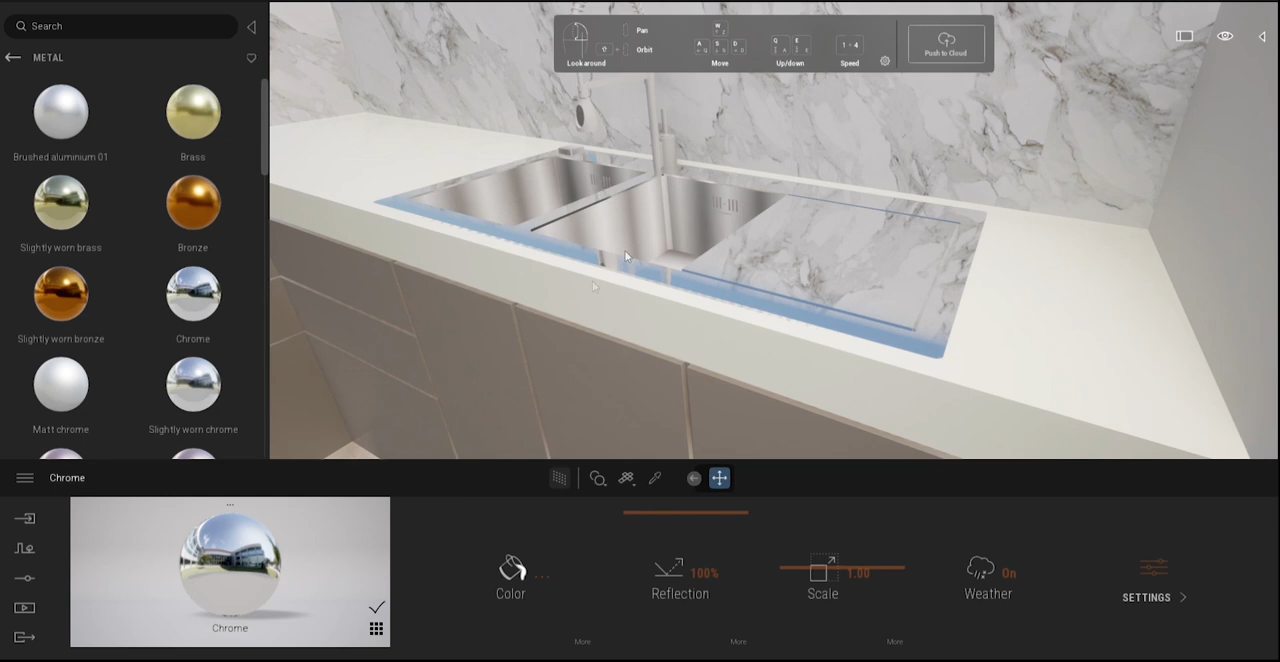 Search
METAL
Brushed aluminium 01
Brass
Slightly worn brass
Bronze
Slightly worn bronze
Chrome
Matt chrome
Slightly worn chrome
Pan
Orbit
Look around
W
A S D
Move
Q E
Up/down
1 - 4
Speed
Push to Cloud
Chrome
...
Chrome
Color ...
Reflection 100%
Scale 1.00
Weather On
SETTINGS
More
More
More